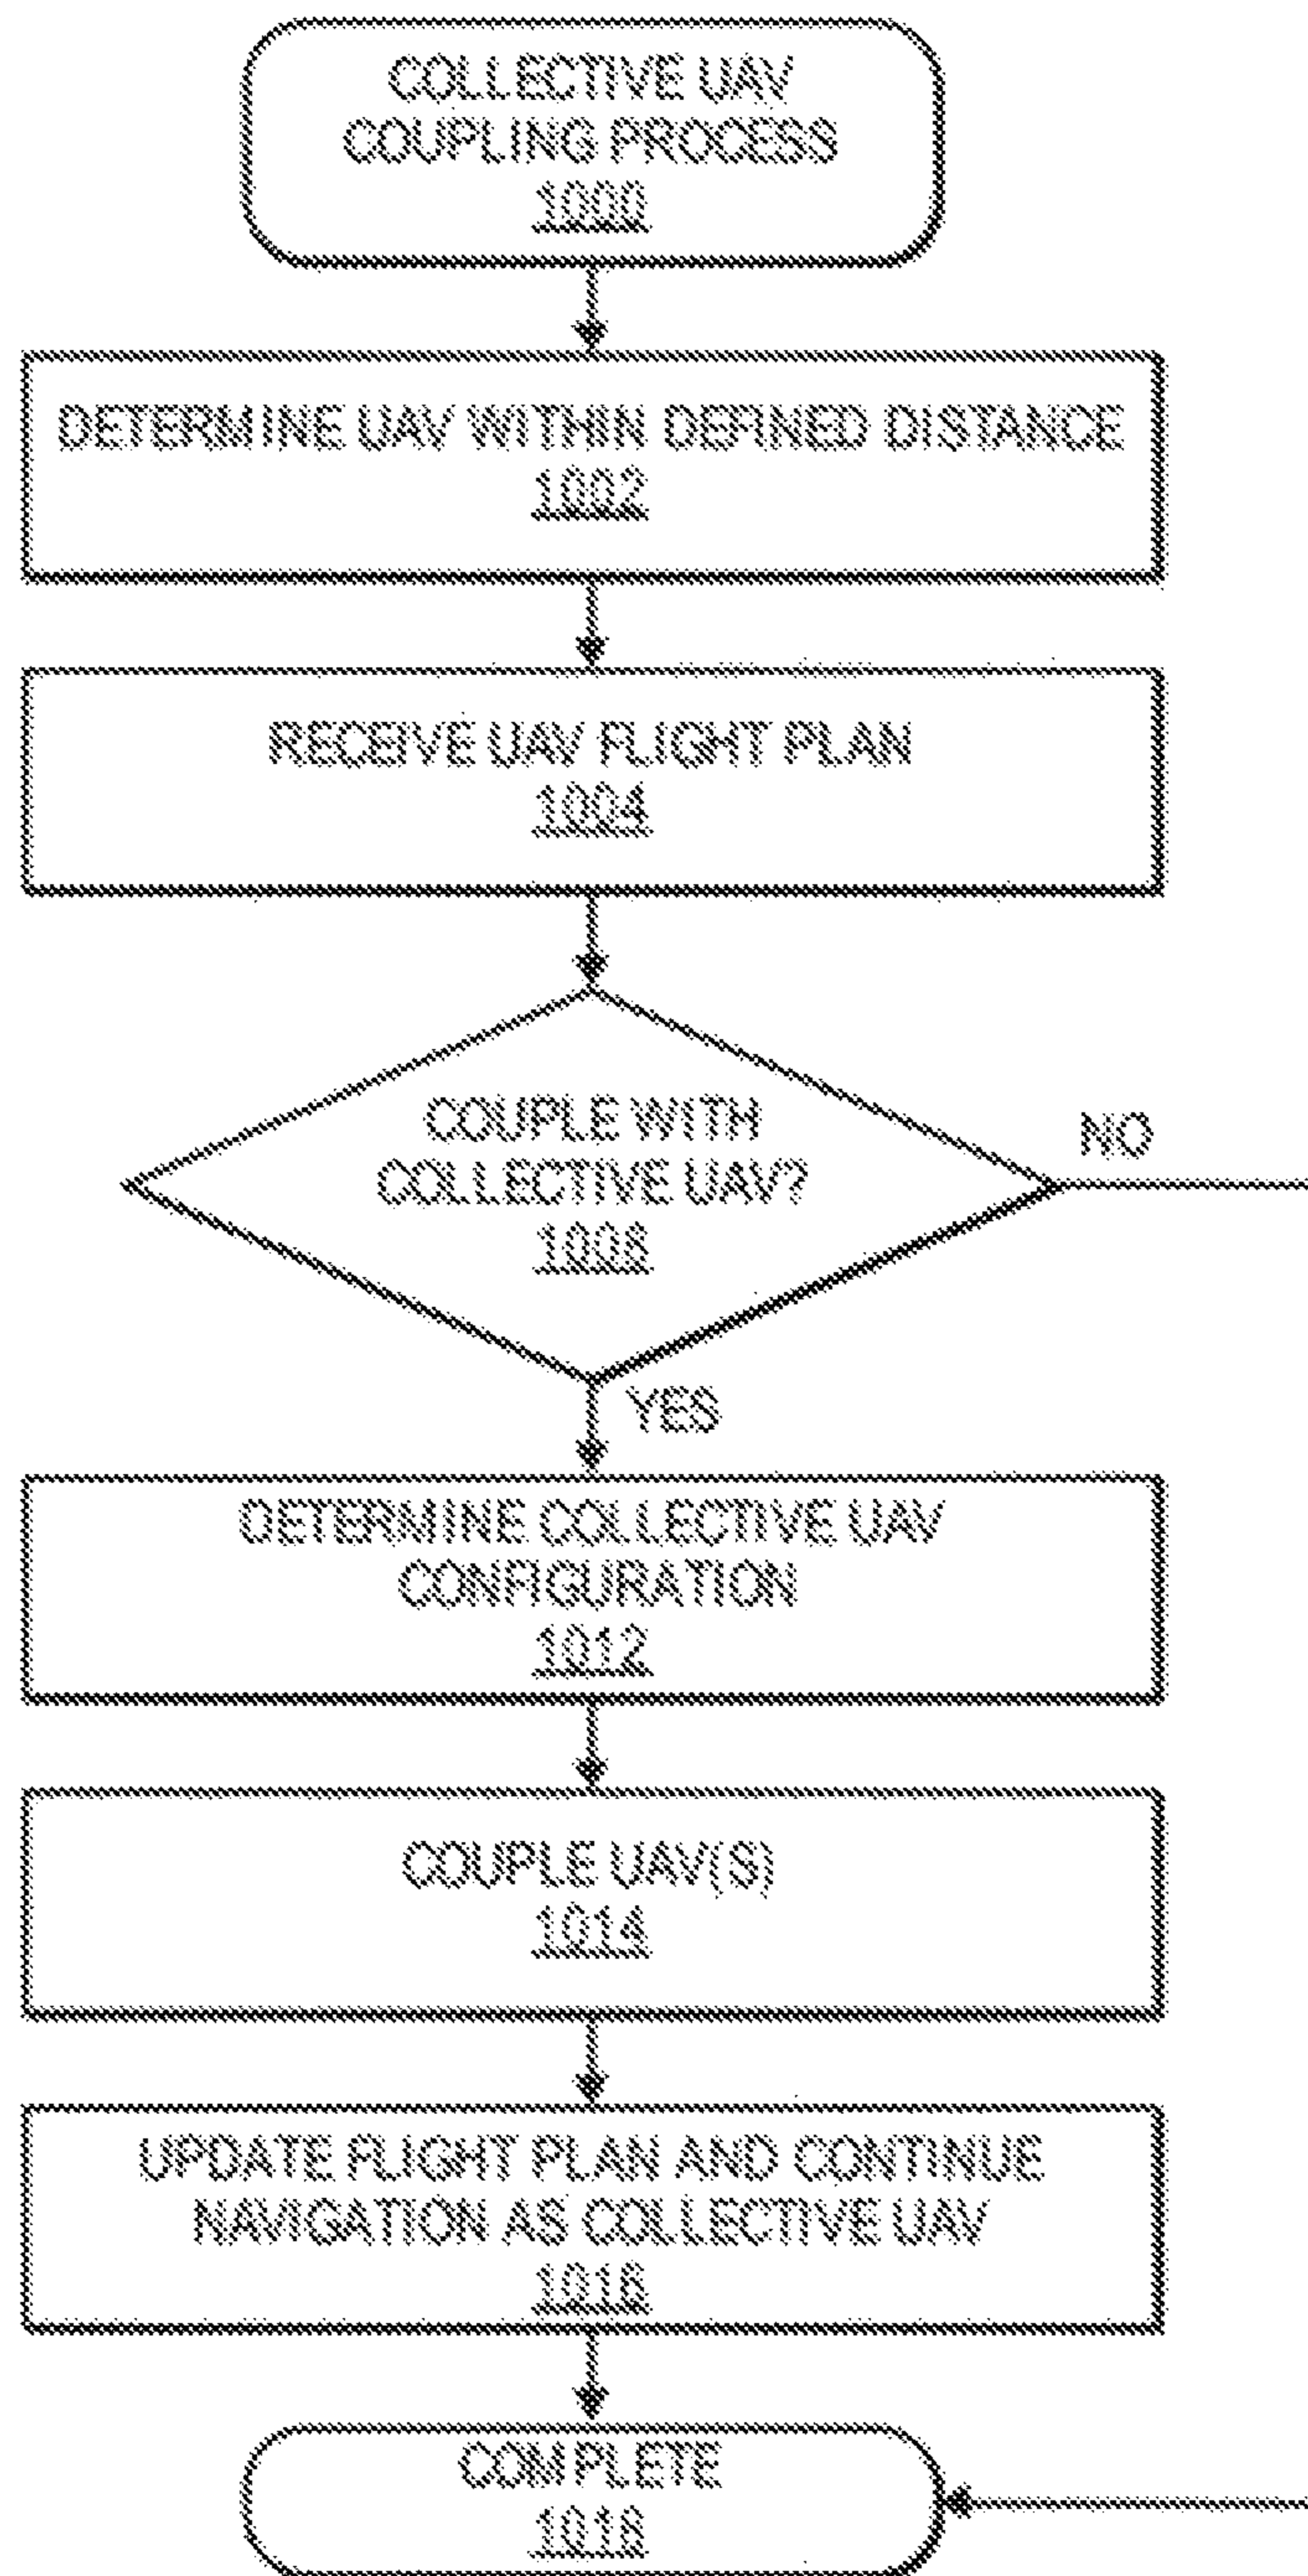 COLLECTIVE UAV
COUPLING PROCESS
1000
DETERMINE UAV WITHIN DEFINED DISTANCE
1002
RECEIVE UAV FLIGHT PLAN
1004
COUPLE WITH
COLLECTIVE UAV?
1008
NO
YES
DETERMINE COLLECTIVE UAV
CONFIGURATION
1012
COUPLE UAV(S)
1014
UPDATE FLIGHT PLAN AND CONTINUE
NAVIGATION AS COLLECTIVE UAV
1016
COMPLETE
1018